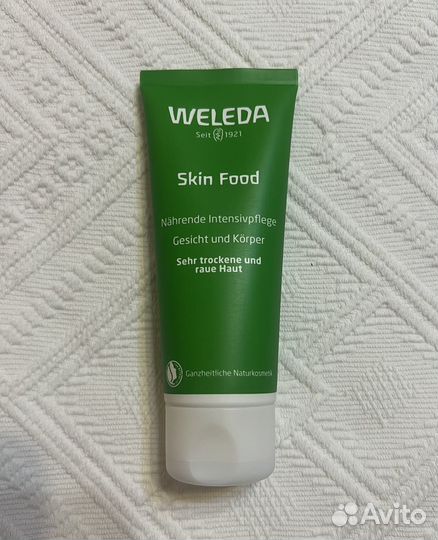 WELEDA
Seit 1921
Skin Food
Nährende Intensivpflege
Gesicht und Körper
Sehr trockene und
raue Haut
Ganzheitliche Naturkosmetik
Avito